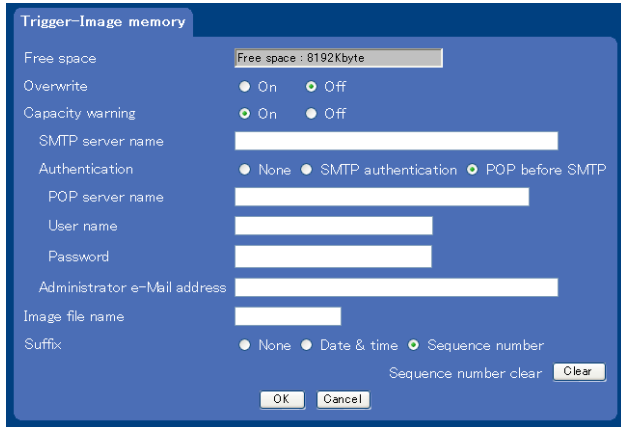 Trigger-Image memory
Free space Free space : 8192Kbyte
Overwrite On Off
Capacity warning On Off
SMTP server name
Authentication None SMTP authentication POP before SMTP
POP server name
User name
Password
Administrator e-Mail address
Image file name
Suffix None Date & time Sequence number
Sequence number clear Clear
OK Cancel